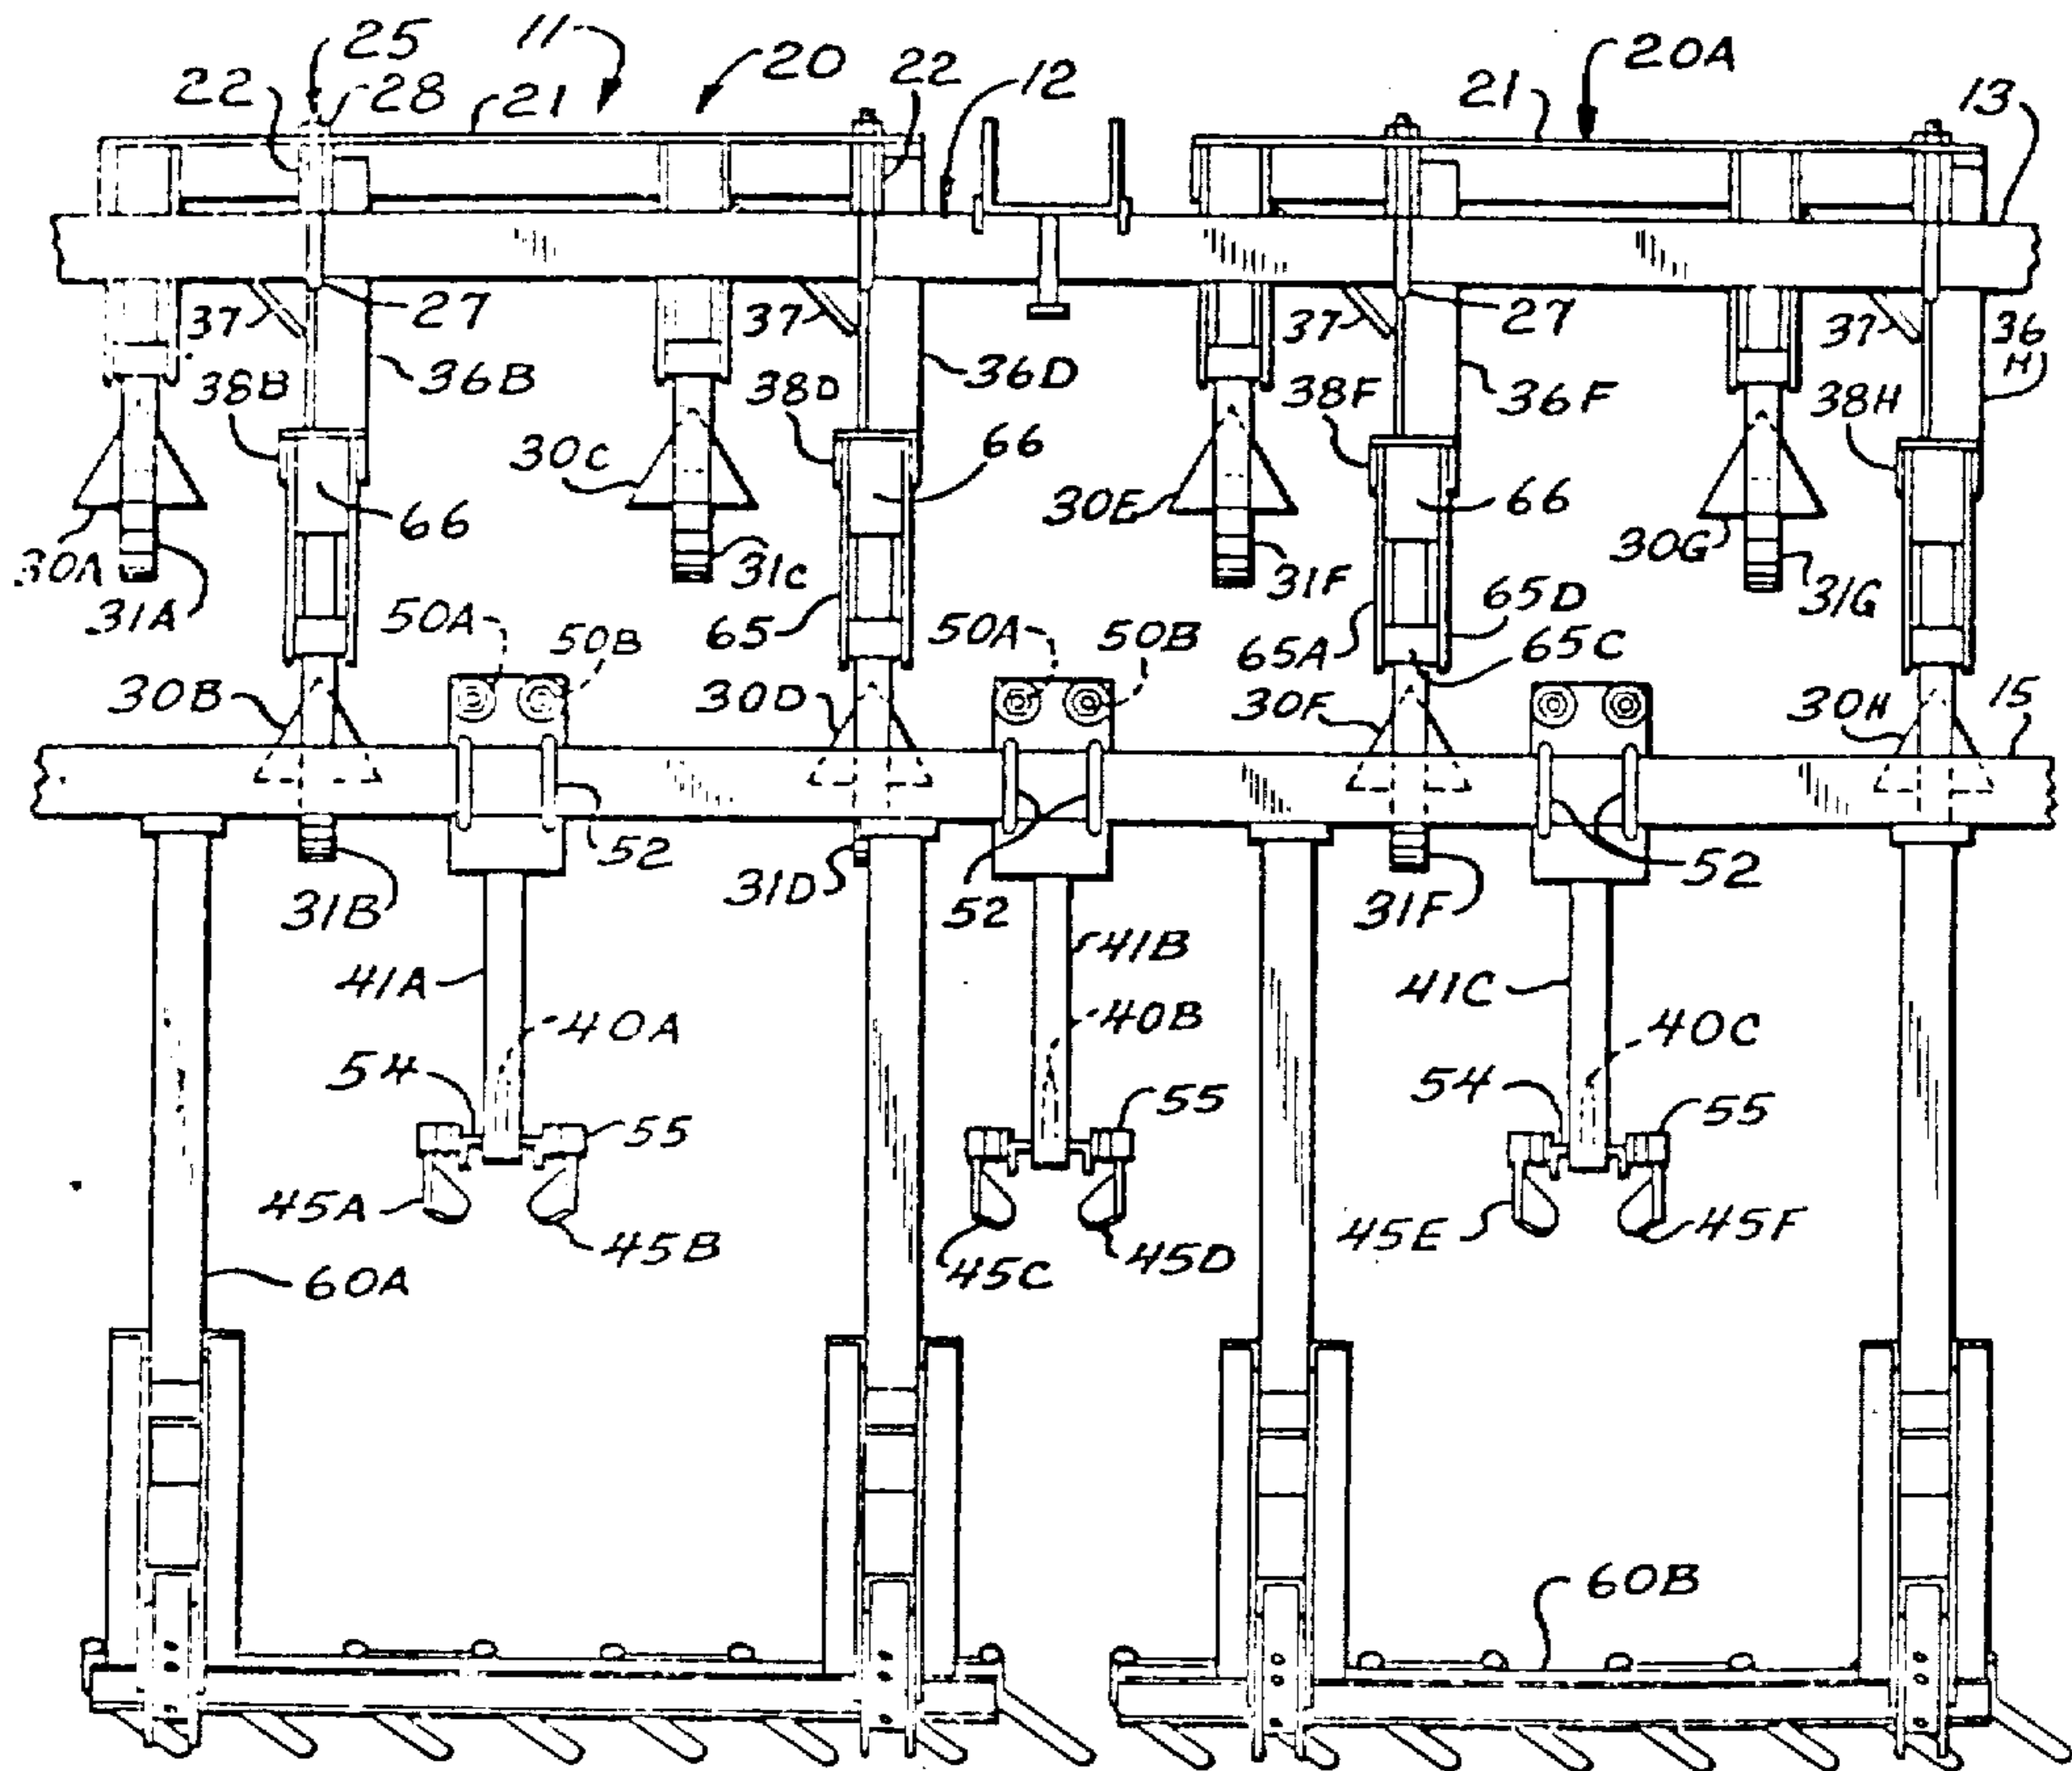 25 11 20 22 12 20A
22 28 21 21 13
37 27 37 37 27 37 36
H
38B 36B 38D 36D 38F 36F 38H
30C 66 30E 66 30G
30A 66
31A 31C 31F 31G
50A 50B 65 50A 50B 65A 65D
65C
30B 30D 30F 30H 15
52 31D 52 52
31B 31F
41A 41B 41C
40A 40B 40C
54 55 55 54 55
45A 45B 45C 45D 45E 45F
60A
60B